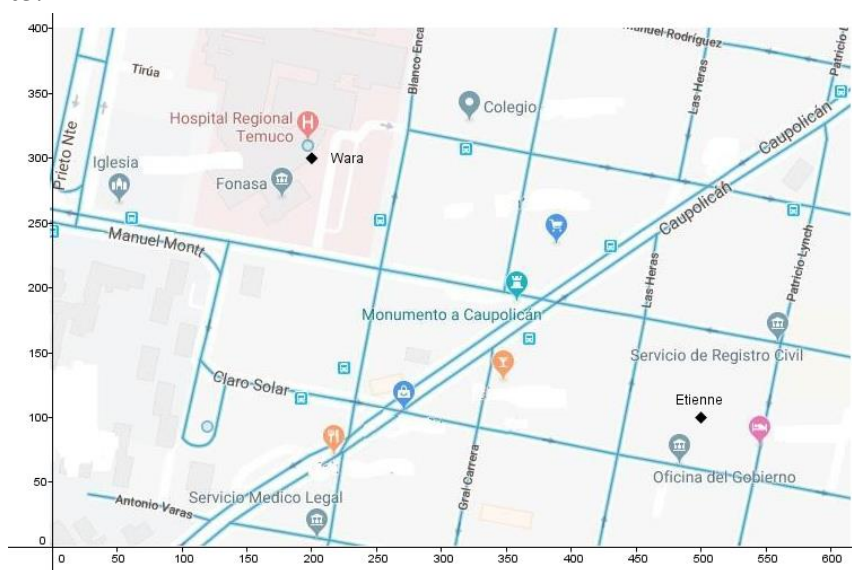 400
350
300
250
200
150
100
50
0
0 50 100 150 200 250 300 350 400 450 500 550 600
Manuel Rodríguez
Blanco Enca
Patricio L
Tirúa
Las Heras
Colegio
Hospital Regional
Temuco
Caupolicán
Prieto Nte
Iglesia
Wara
Fonasa
Caupolicán
Manuel Montt
Patricio Lynch
Las Heras
Monumento a Caupolicán
Servicio de Registro Civil
Claro Solar
Etienne
Oficina del Gobierno
Gral Carrera
Servicio Medico Legal
Antonio Varas